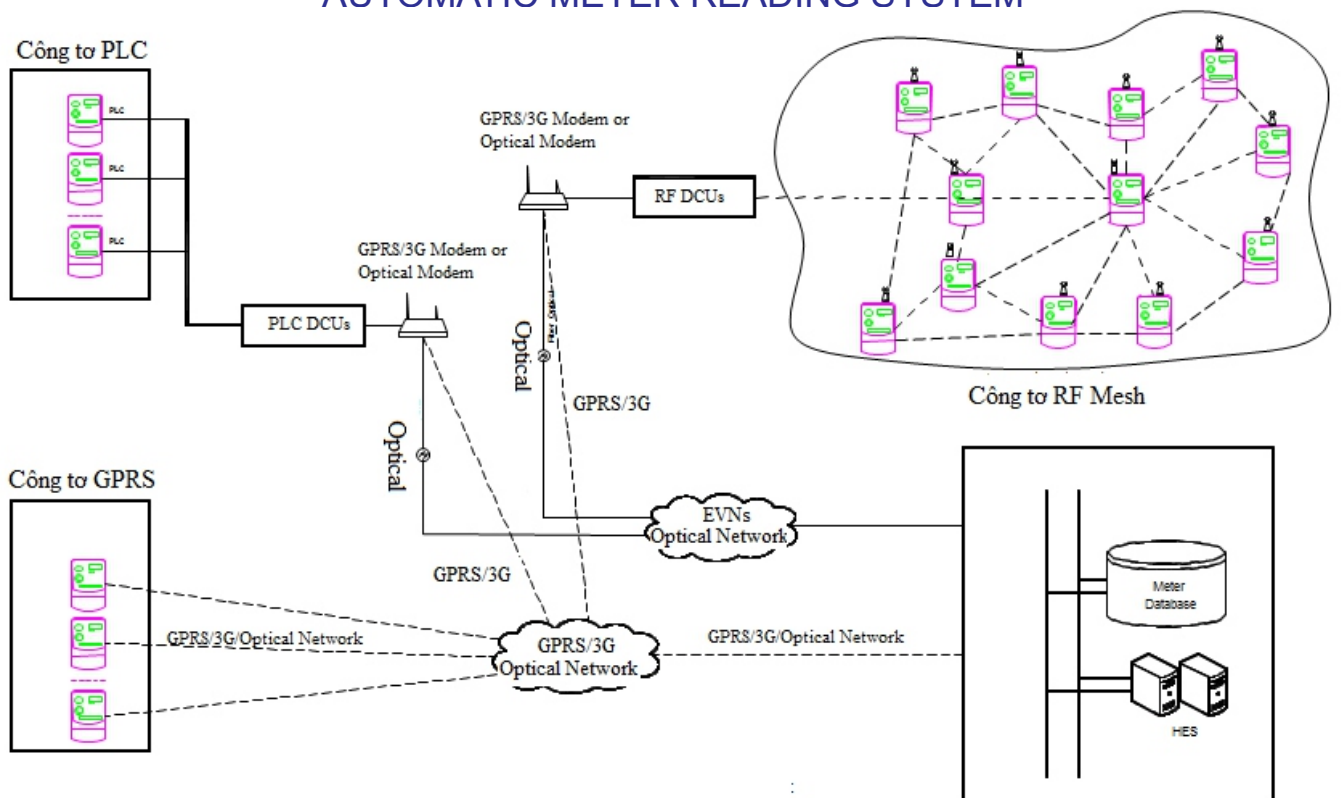 AUTOMATIC METER READING SYSTEM
Công tơ PLC
PLC
PLC
PLC
GPRS/3G Modem or
Optical Modem
RF DCUs
GPRS/3G Modem or
Optical Modem
PLC DCUs
Optical
GPRS/3G
Công tơ RF Mesh
Optical
Công tơ GPRS
EVNs
Optical Network
GPRS/3G
Meter
Database
GPRS/3G/Optical Network
GPRS/3G
Optical Network
GPRS/3G/Optical Network
HES